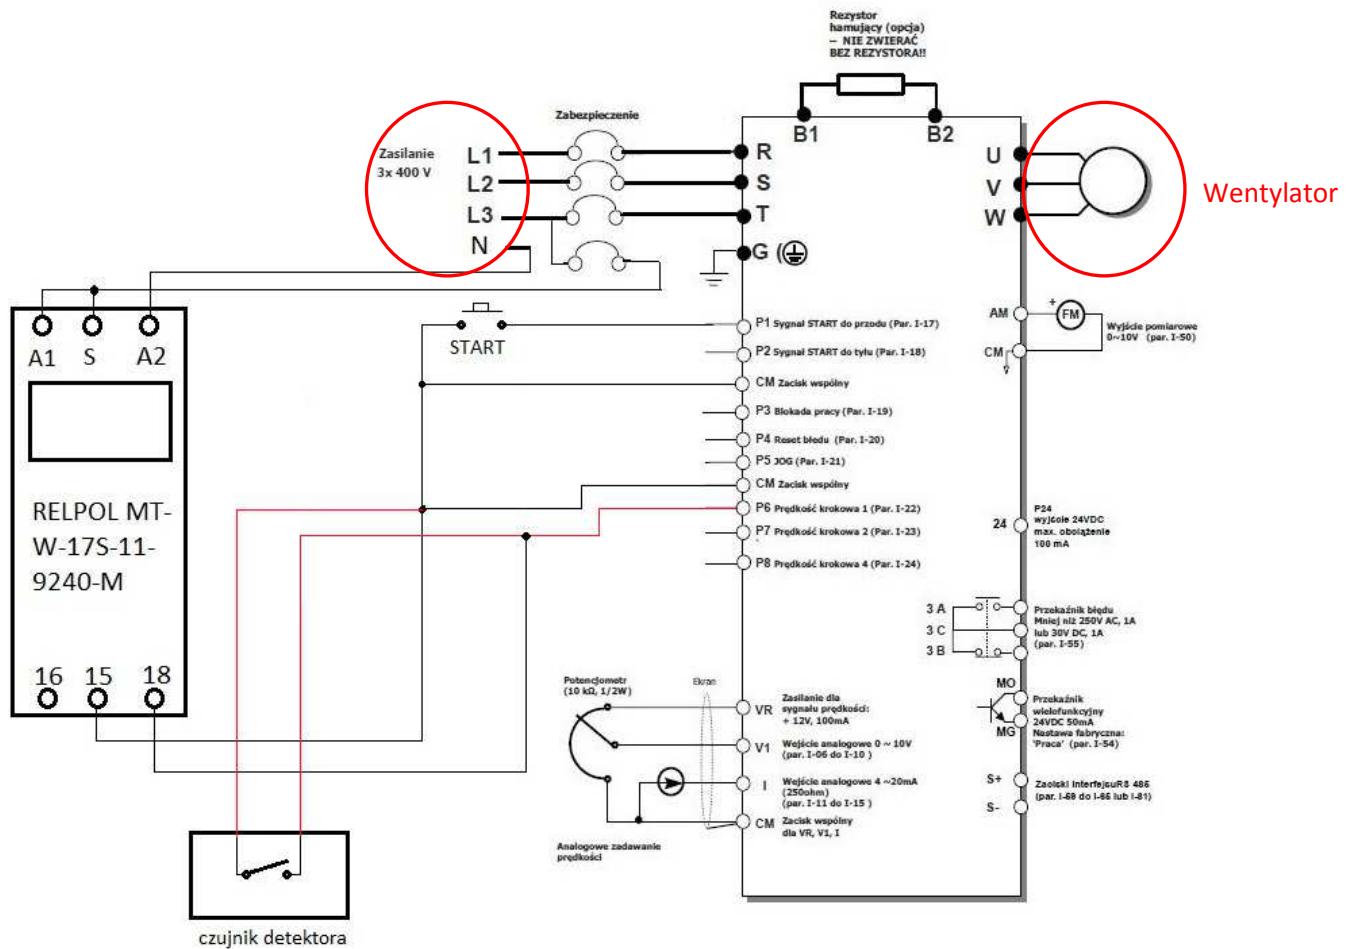 Rezystor
hamujący (opcja)
– NIE ZWIERAĆ
BEZ REZYSTORA!!
B1
B2
Zabezpieczenie
Zasilanie
3x 400 V
L1
L2
L3
N
R
S
T
G
U
V
W
Wentylator
A1
S
A2
RELPOL MT-
W-17S-11-
9240-M
16
15
18
START
P1 Sygnał START do przodu (Par. I-17)
P2 Sygnał START do tyłu (Par. I-18)
CM Zacisk wspólny
P3 Blokada pracy (Par. I-19)
P4 Reset błedu (Par. I-20)
P5 JOG (Par. I-21)
CM Zacisk wspólny
P6 Prędkość krokowa 1 (Par. I-22)
P7 Prędkość krokowa 2 (Par. I-23)
P8 Prędkość krokowa 4 (Par. I-24)
AM
+
FM
CM
Wyjście pomiarowe
0~10V (par. I-50)
24
P24
wyjście 24VDC
max. obciążenie
100 mA
3 A
3 C
3 B
Przekaźnik błędu
Mniej niż 250V AC, 1A
lub 30V DC, 1A
(par. I-55)
MO
MG
Przekaźnik
wielofunkcyjny
24VDC 50mA
Nastawa fabryczna:
'Praca' (par. I-54)
S+
S-
Zaciski InterfejsuRS 485
(par. I-59 do I-65 lub I-81)
Potencjometr
(10 kΩ, 1/2W)
Ekran
VR
Zasilanie dla
sygnału prędkości:
+ 12V, 100mA
V1
Wejście analogowe 0 ~ 10V
(par. I-06 do I-10 )
I
Wejście analogowe 4 ~20mA
(250ohm)
(par. I-11 do I-15 )
CM
Zacisk wspólny
dla VR, V1, I
Analogowe zadawanie
prędkości
czujnik detektora